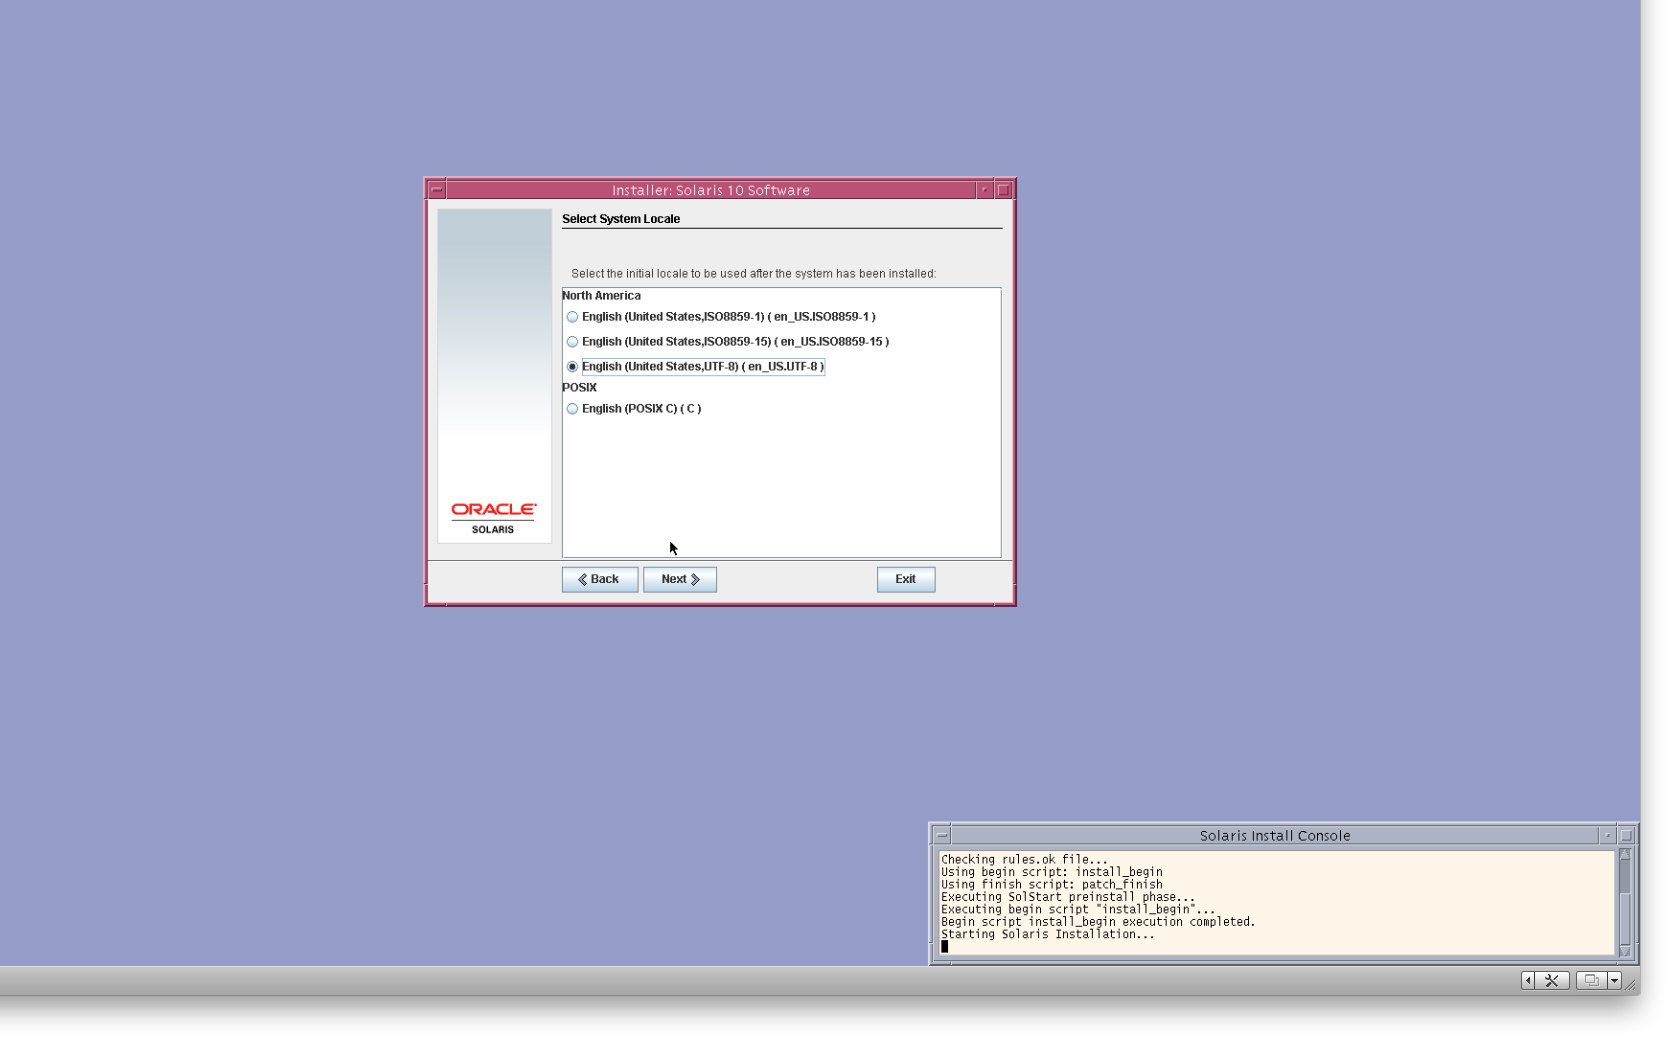 Installer: Solaris 10 Software
Select System Locale
Select the initial locale to be used after the system has been installed:
North America
English (United States,ISO8859-1) ( en_US.ISO8859-1 )
English (United States,ISO8859-15) ( en_US.ISO8859-15 )
English (United States,UTF-8) ( en_US.UTF-8 )
POSIX
English (POSIX C) ( C )
ORACLE
SOLARIS
Back
Next
Exit
Solaris Install Console
Checking rules.ok file...
Using begin script: install_begin
Using finish script: patch_finish
Executing SolStart preinstall phase...
Executing begin script "install_begin"...
Begin script install_begin execution completed.
Starting Solaris Installation...